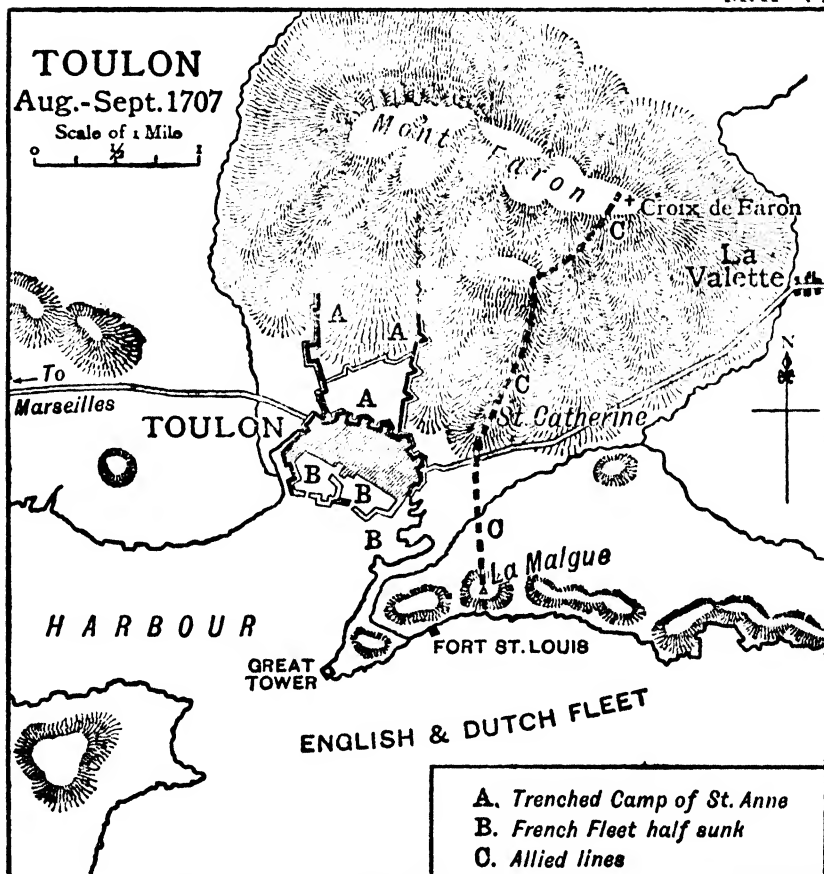 TOULON
Aug.-Sept. 1707
Scale of 1 Mile
0 ½ 1
Mont Faron
Croix de Faron
C
La
Valette
A
A
N
To
Marseilles
C
A
TOULON
St. Catherine
B
B
B
C
La Malgue
HARBOUR
FORT ST. LOUIS
GREAT
TOWER
ENGLISH & DUTCH FLEET
A. Trenched Camp of St. Anne
B. French Fleet half sunk
C. Allied lines